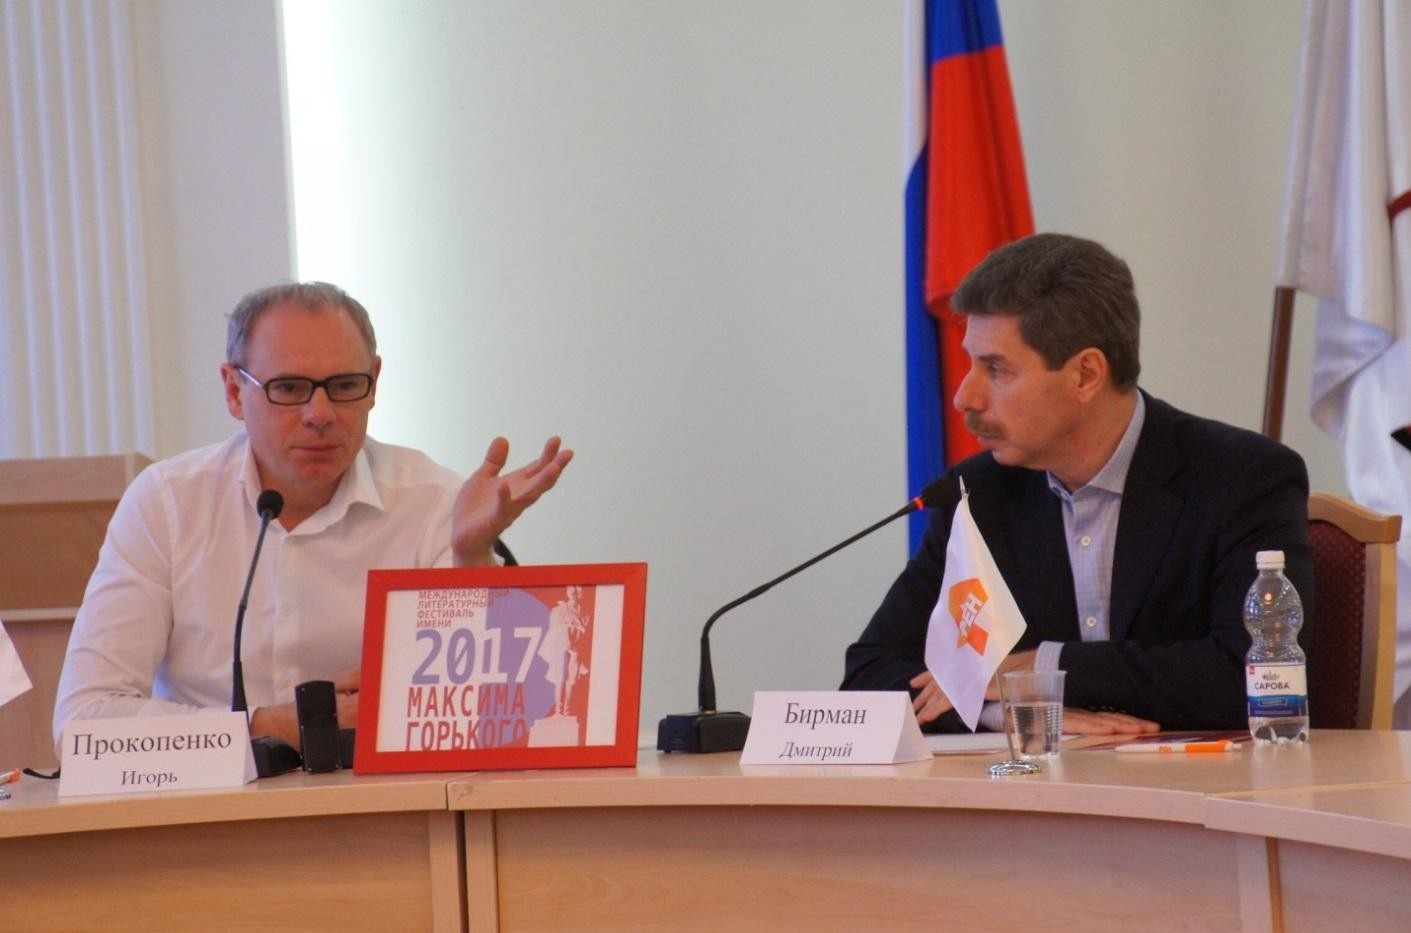 Прокопенко
Игорь
МЕЖДУНАРОДНЫЙ
ЛИТЕРАТУРНЫЙ
ФЕСТИВАЛЬ
ИМЕНИ
2017
МАКСИМА
ГОРЬКОГО
Бирман
Дмитрий
РЕН
САРОВА